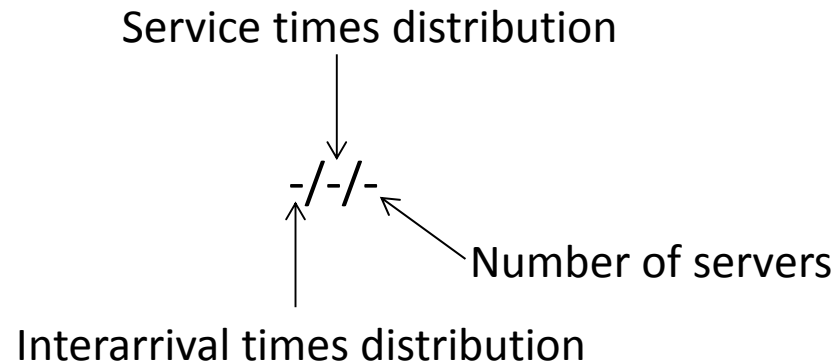 Service times distribution
-/-/-
Number of servers
Interarrival times distribution